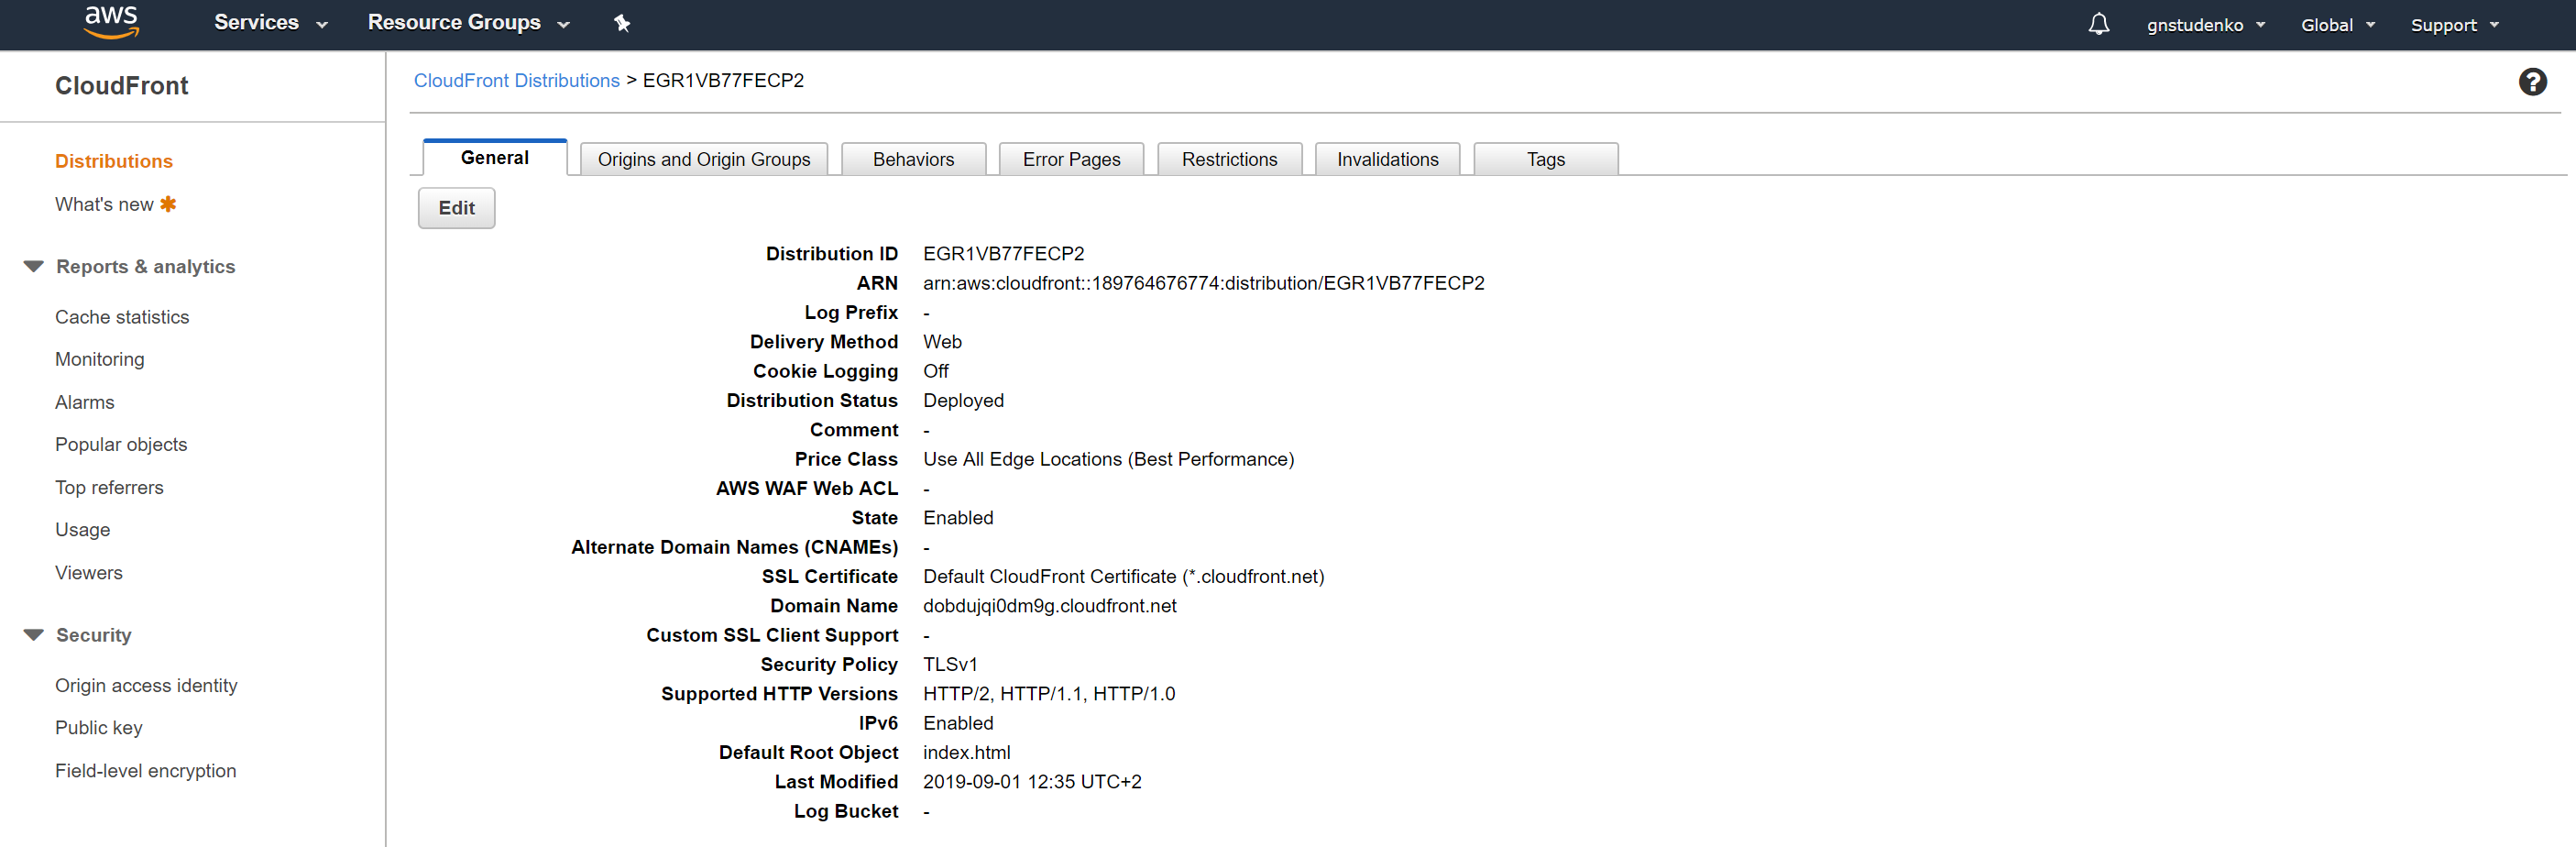 aws Services Resource Groups gnstudenko Global Support
CloudFront
Distributions
What's new
Reports & analytics
Cache statistics
Monitoring
Alarms
Popular objects
Top referrers
Usage
Viewers
Security
Origin access identity
Public key
Field-level encryption
CloudFront Distributions > EGR1VB77FECP2
General Origins and Origin Groups Behaviors Error Pages Restrictions Invalidations Tags
Edit
Distribution ID EGR1VB77FECP2
ARN arn:aws:cloudfront::189764676774:distribution/EGR1VB77FECP2
Log Prefix -
Delivery Method Web
Cookie Logging Off
Distribution Status Deployed
Comment -
Price Class Use All Edge Locations (Best Performance)
AWS WAF Web ACL -
State Enabled
Alternate Domain Names (CNAMEs) -
SSL Certificate Default CloudFront Certificate (*.cloudfront.net)
Domain Name dobdujqi0dm9g.cloudfront.net
Custom SSL Client Support -
Security Policy TLSv1
Supported HTTP Versions HTTP/2, HTTP/1.1, HTTP/1.0
IPv6 Enabled
Default Root Object index.html
Last Modified 2019-09-01 12:35 UTC+2
Log Bucket -